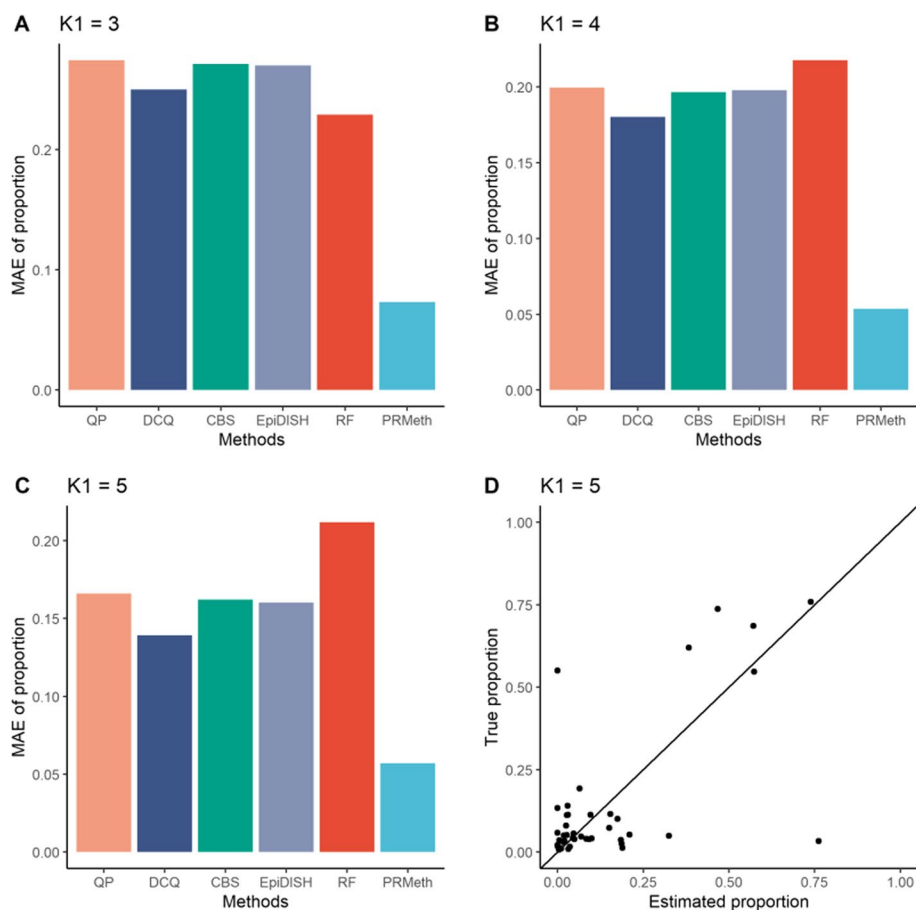 A K1 = 3
MAE of proportion
0.2
0.1
0.0
QP DCQ CBS EpiDISH RF PRMeth
Methods
B K1 = 4
MAE of proportion
0.20
0.15
0.10
0.05
0.00
QP DCQ CBS EpiDISH RF PRMeth
Methods
C K1 = 5
MAE of proportion
0.20
0.15
0.10
0.05
0.00
QP DCQ CBS EpiDISH RF PRMeth
Methods
D K1 = 5
True proportion
1.00
0.75
0.50
0.25
0.00
0.00 0.25 0.50 0.75 1.00
Estimated proportion